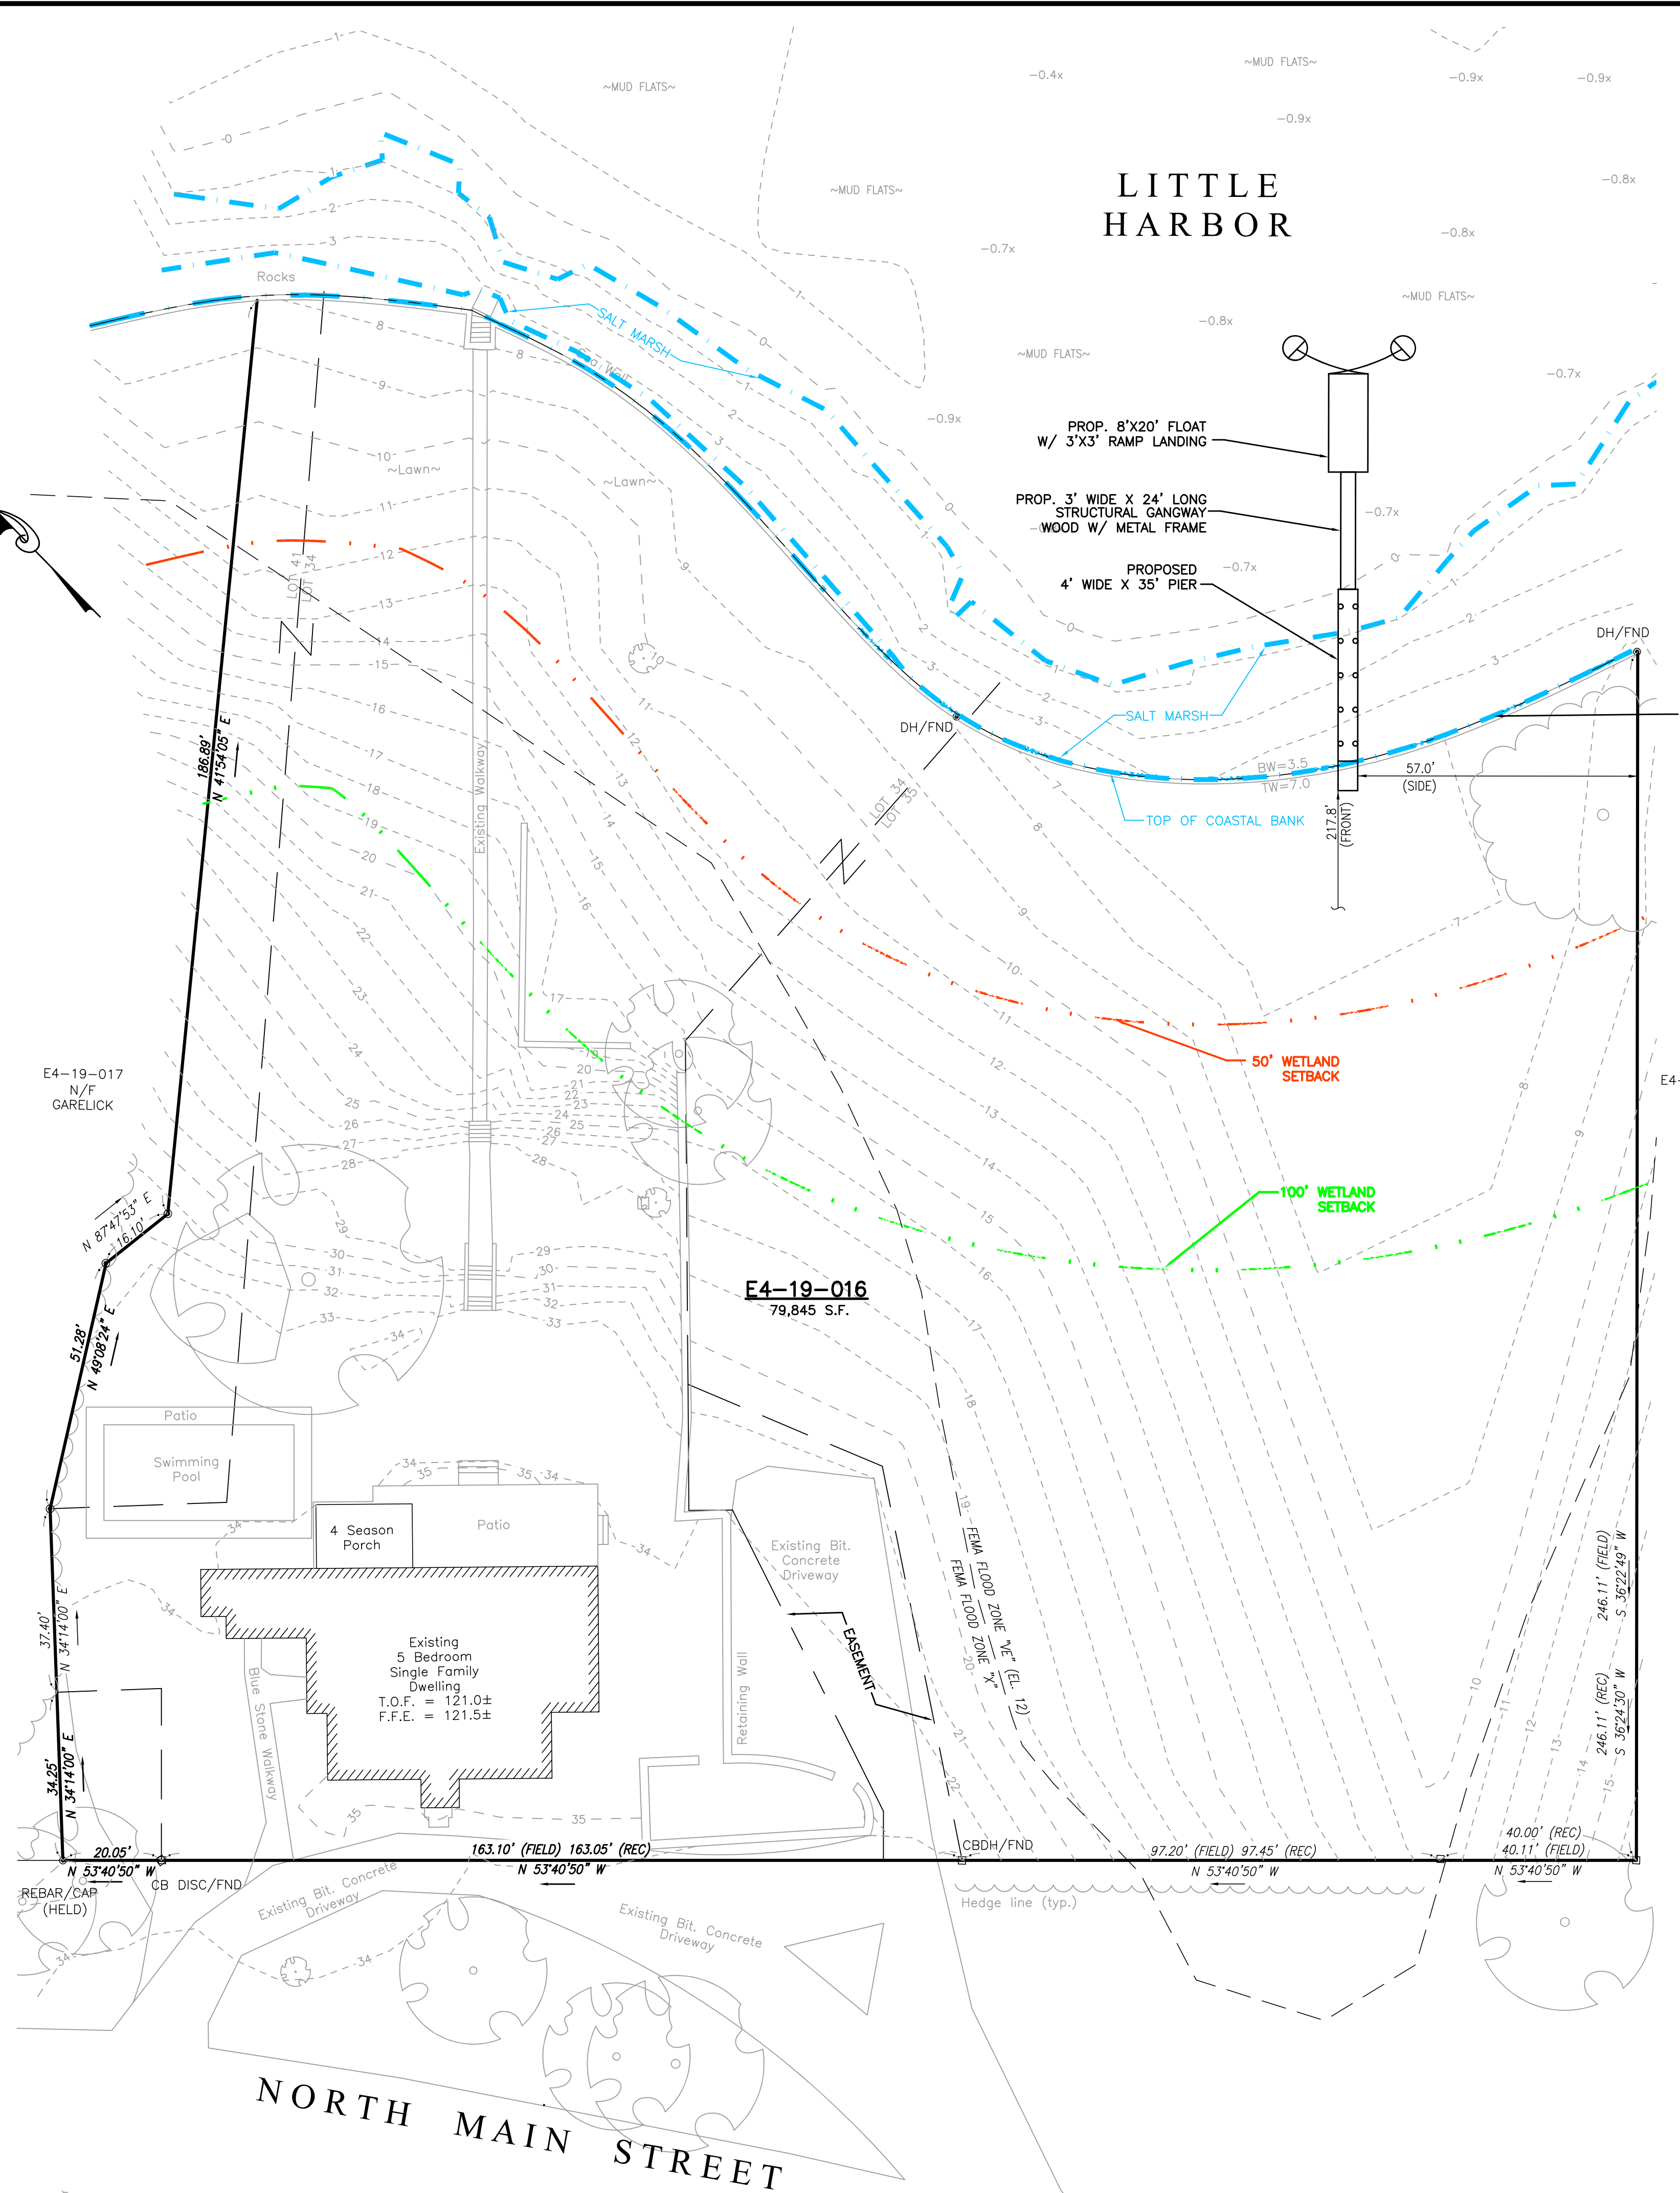 ~MUD FLATS~
~MUD FLATS~
-0.4x
-0.9x
-0.9x
-0.9x
~MUD FLATS~
-0.8x
LITTLE
HARBOR
-0.7x
-0.8x
~MUD FLATS~
-0.8x
~MUD FLATS~
-0.7x
-0.9x
Rocks
SALT MARSH
Sea Wall
~Lawn~
~Lawn~
PROP. 8'X20' FLOAT
W/ 3'X3' RAMP LANDING
PROP. 3' WIDE X 24' LONG
STRUCTURAL GANGWAY
WOOD W/ METAL FRAME
-0.7x
PROPOSED
4' WIDE X 35' PIER
-0.7x
LOT 41
LOT 34
DH/FND
DH/FND
SALT MARSH
BW=3.5
TW=7.0
57.0'
(SIDE)
217.8'
(FRONT)
TOP OF COASTAL BANK
LOT 34
LOT 35
186.89'
N 41°54'05" E
Existing Walkway
50' WETLAND
SETBACK
E4-19-017
N/F
GARELICK
E4-
N 87°47'53" E
16.10'
100' WETLAND
SETBACK
E4-19-016
79,845 S.F.
51.28'
N 49°08'24" E
Patio
Swimming
Pool
4 Season
Porch
Patio
Existing Bit.
Concrete
Driveway
FEMA FLOOD ZONE "VE" (EL. 12)
FEMA FLOOD ZONE "X"
246.11' (FIELD)
S 36°22'49" W
246.11' (REC)
S 36°24'30" W
37.40'
N 34°14'00" E
Existing
5 Bedroom
Single Family
Dwelling
T.O.F. = 121.0±
F.F.E. = 121.5±
EASEMENT
Retaining Wall
Blue Stone Walkway
34.25'
N 34°14'00" E
20.05'
N 53°40'50" W
163.10' (FIELD) 163.05' (REC)
N 53°40'50" W
CBDH/FND
97.20' (FIELD) 97.45' (REC)
N 53°40'50" W
40.00' (REC)
40.11' (FIELD)
N 53°40'50" W
REBAR/CAP
(HELD)
CB DISC/FND
Existing Bit. Concrete
Driveway
Existing Bit. Concrete
Driveway
Hedge line (typ.)
NORTH MAIN STREET